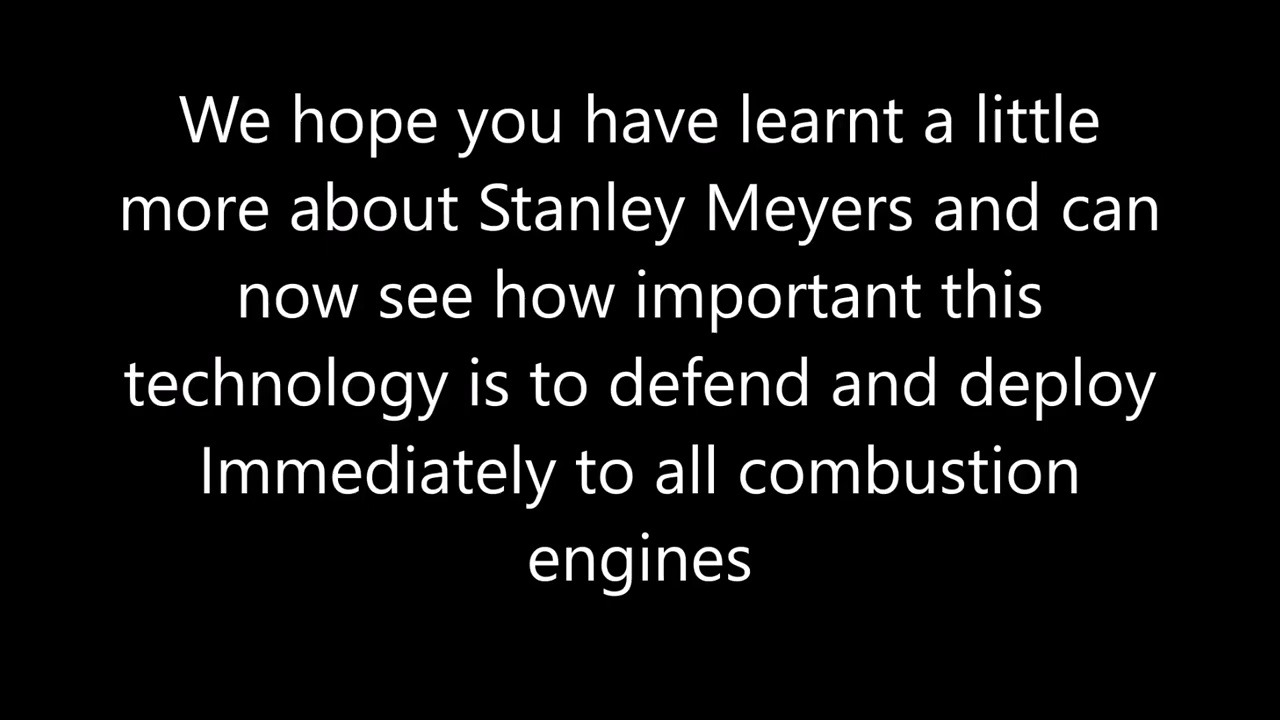 We hope you have learnt a little
more about Stanley Meyers and can
now see how important this
technology is to defend and deploy
Immediately to all combustion
engines